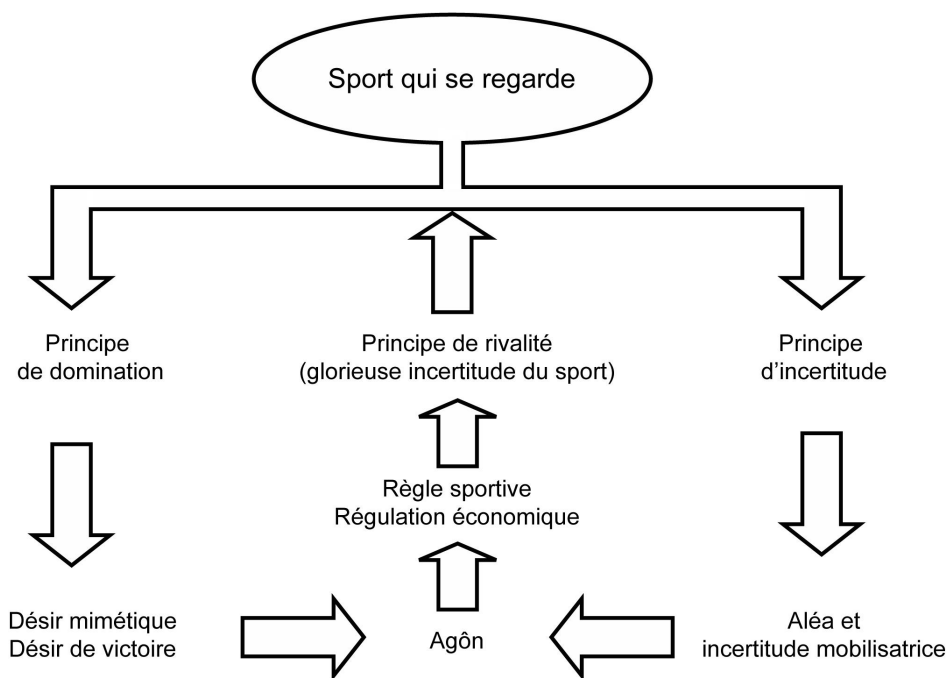 Sport qui se regarde
Principe
de domination
Principe de rivalité
(glorieuse incertitude du sport)
Principe
d’incertitude
Règle sportive
Régulation économique
Désir mimétique
Désir de victoire
Agôn
Aléa et
incertitude mobilisatrice